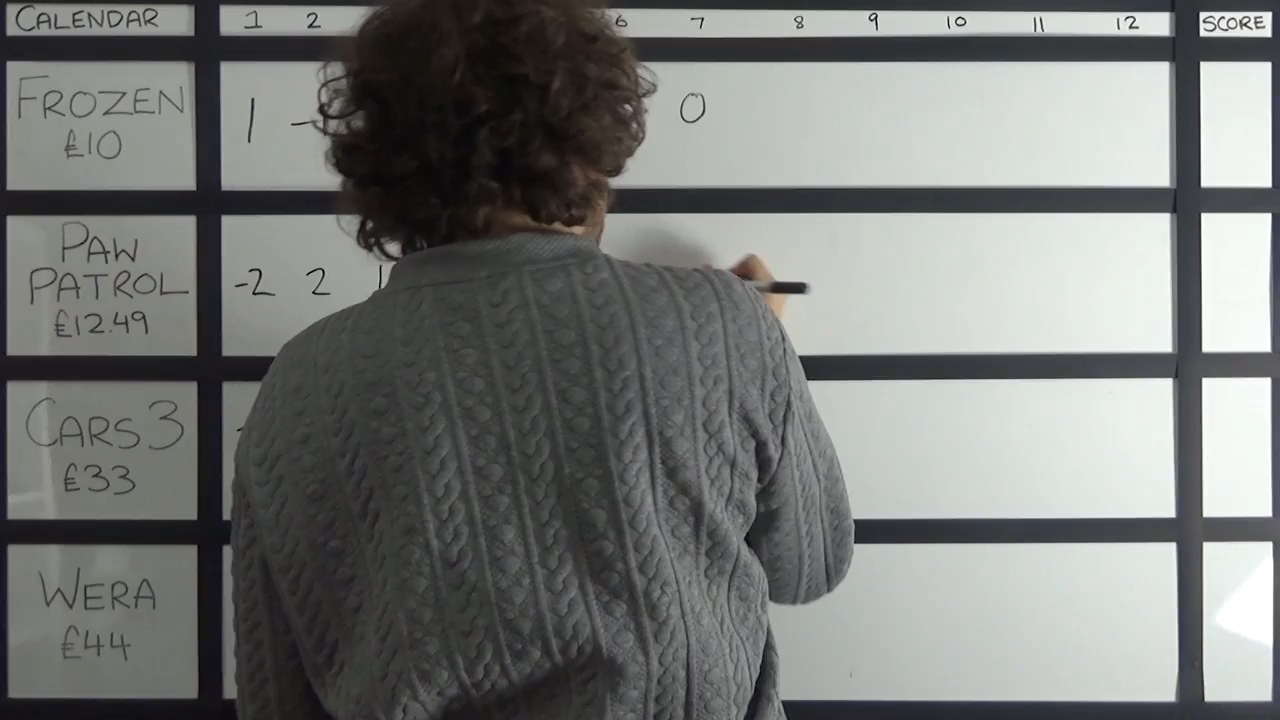 CALENDAR 1 2 6 7 8 9 10 11 12 SCORE
FROZEN
£10
1 - 0
PAW
PATROL
£12.49
-2 2 1
CARS 3
£33
WERA
£44